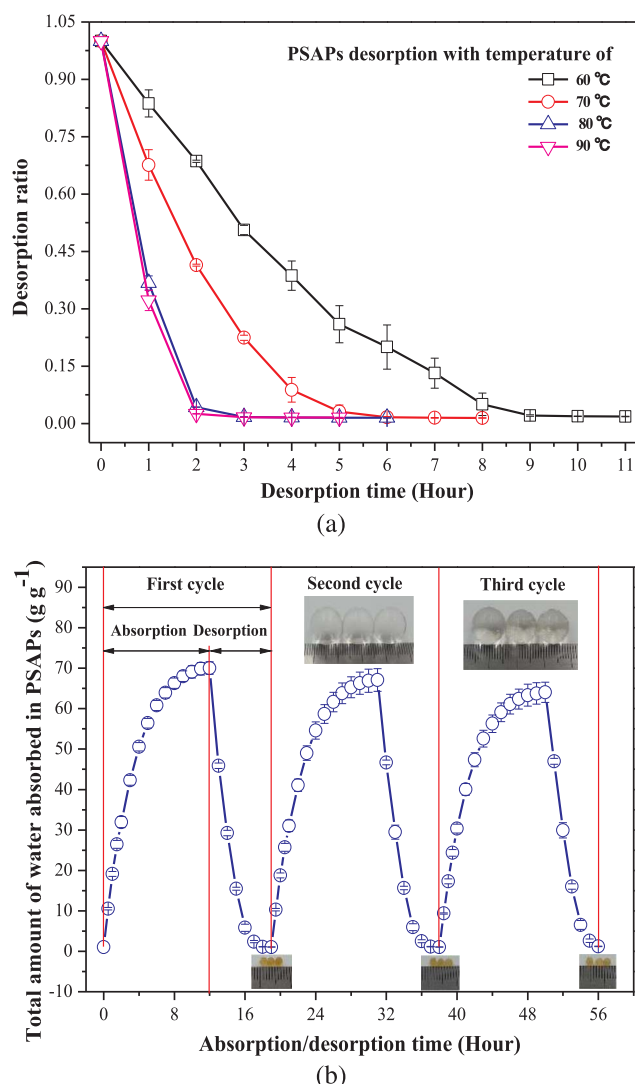 1.05
0.90
0.75
0.60
0.45
0.30
0.15
0.00
Desorption ratio
PSAPs desorption with temperature of
60 ℃
70 ℃
80 ℃
90 ℃
0 1 2 3 4 5 6 7 8 9 10 11
Desorption time (Hour)
(a)
95
90
80
70
60
50
40
30
20
10
0
-10
Total amount of water absorbed in PSAPs (g g⁻¹)
First cycle
Second cycle
Third cycle
Absorption
Desorption
0 8 16 24 32 40 48 56
Absorption/desorption time (Hour)
(b)